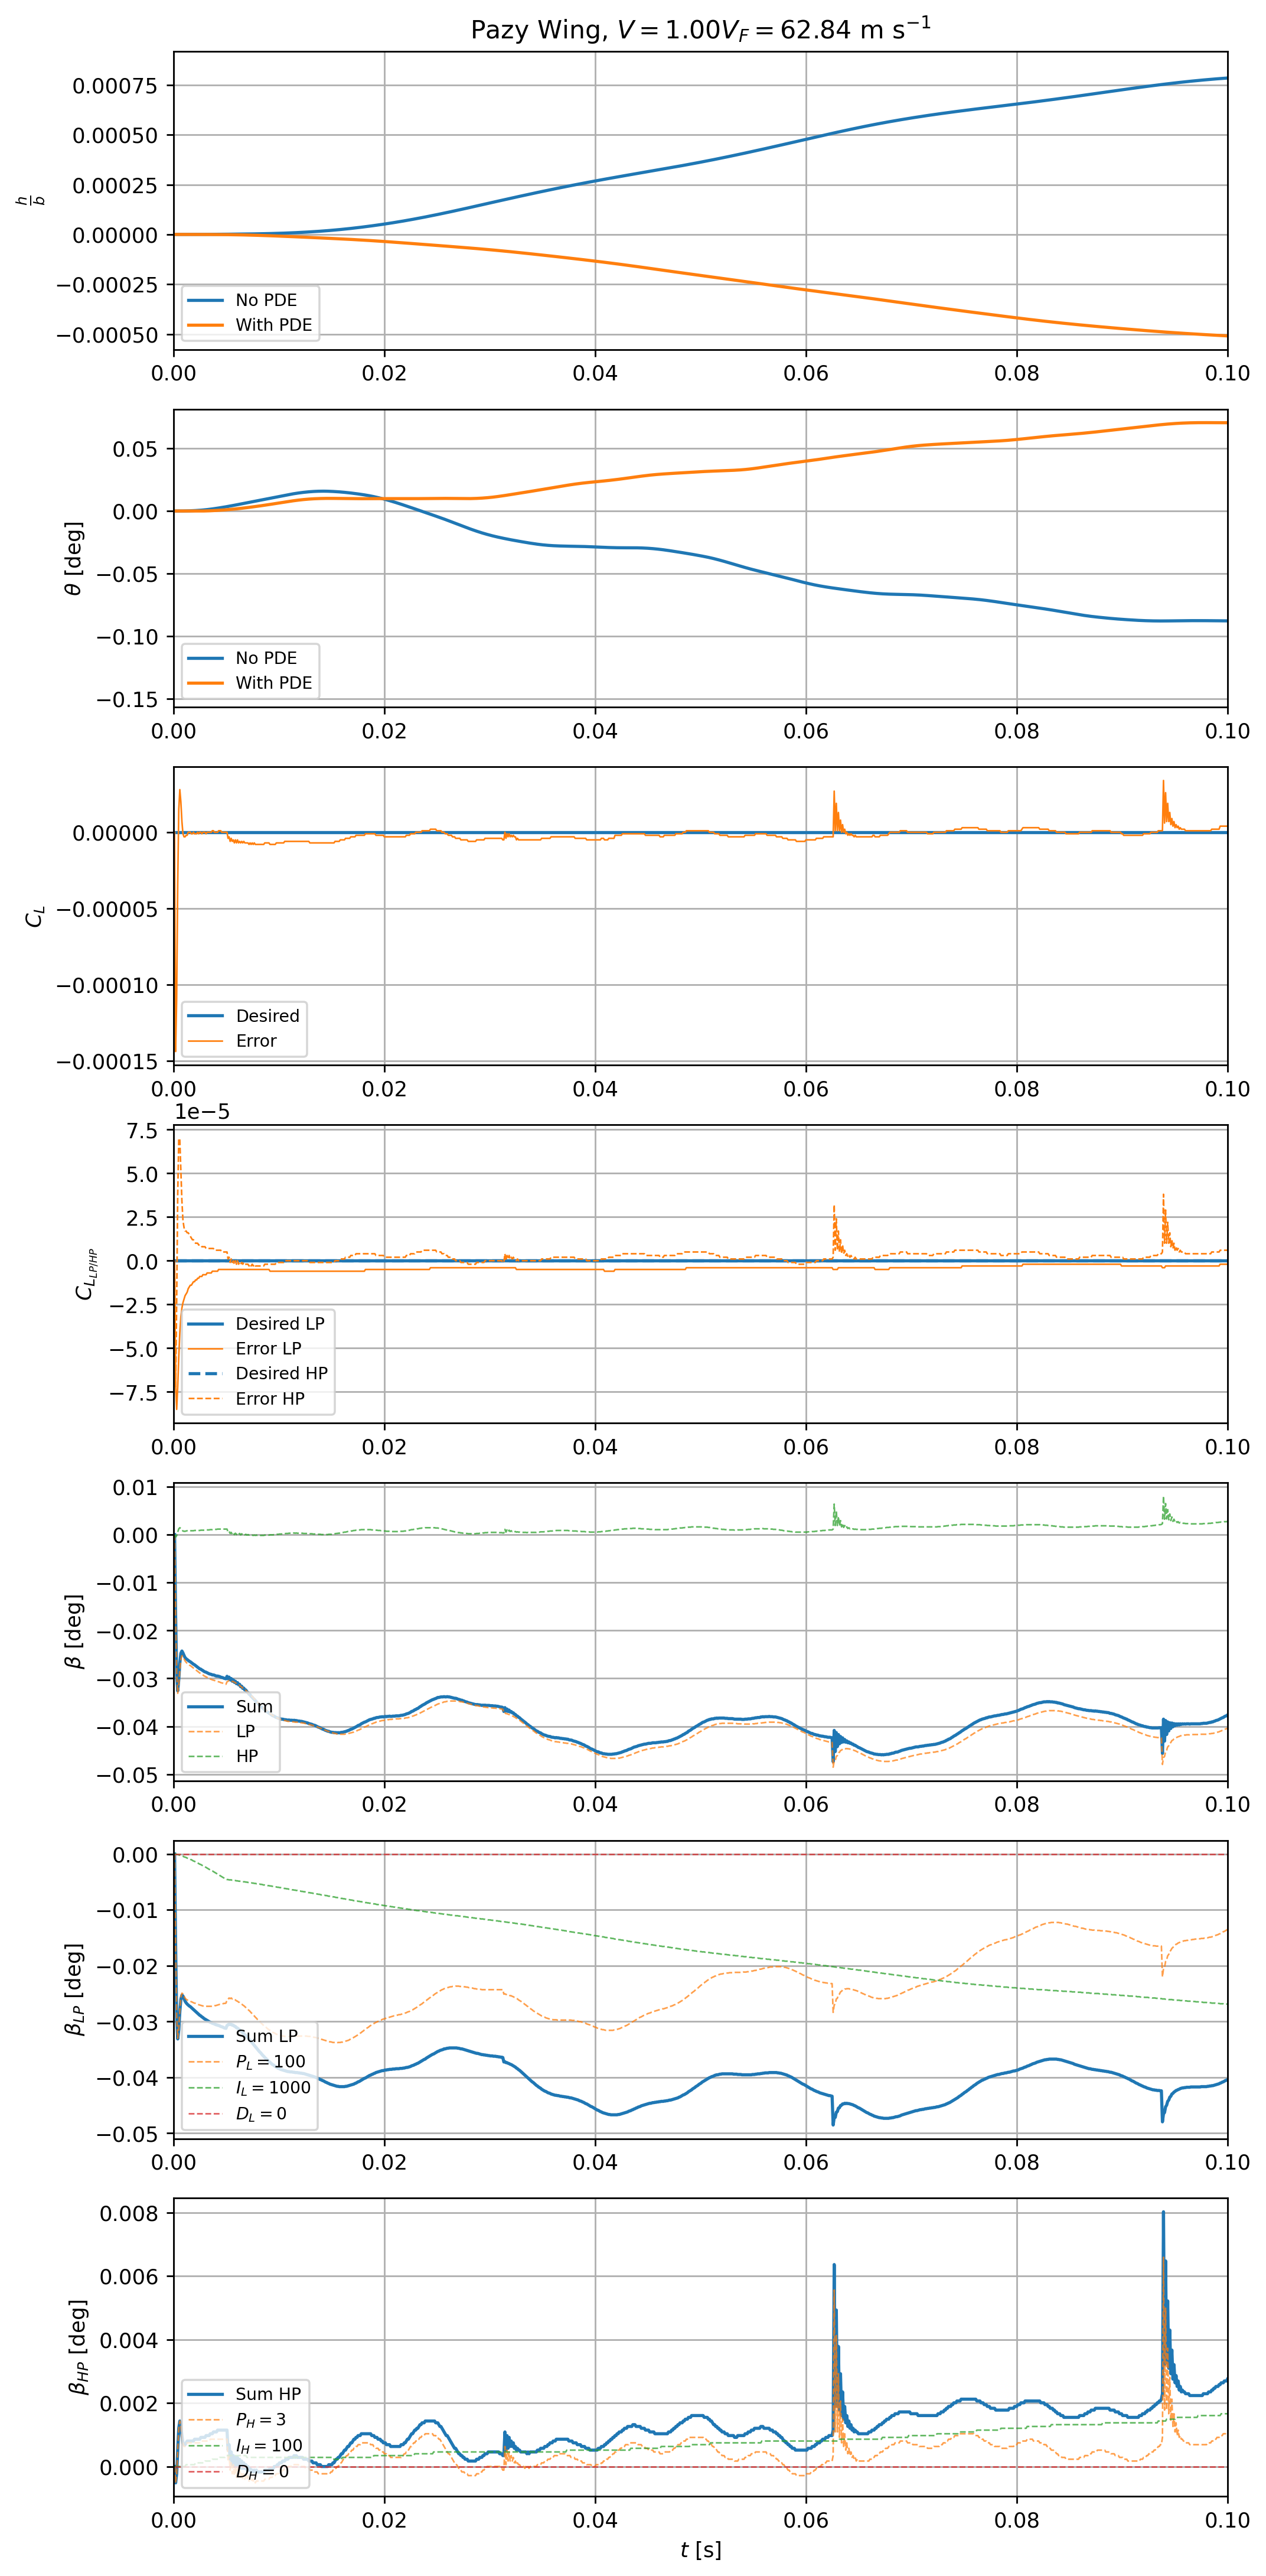 Pazy Wing, V = 1.00V_F = 62.84 m s⁻¹
0.00075
0.00050
0.00025
0.00000
−0.00025
−0.00050
h/b
No PDE
With PDE
0.00 0.02 0.04 0.06 0.08 0.10
0.05
0.00
−0.05
−0.10
−0.15
θ [deg]
No PDE
With PDE
0.00 0.02 0.04 0.06 0.08 0.10
0.00000
−0.00005
−0.00010
−0.00015
C_L
Desired
Error
0.00 0.02 0.04 0.06 0.08 0.10
1e−5
7.5
5.0
2.5
0.0
−2.5
−5.0
−7.5
C_L_LP/HP
Desired LP
Error LP
Desired HP
Error HP
0.00 0.02 0.04 0.06 0.08 0.10
0.01
0.00
−0.01
−0.02
−0.03
−0.04
−0.05
β [deg]
Sum
LP
HP
0.00 0.02 0.04 0.06 0.08 0.10
0.00
−0.01
−0.02
−0.03
−0.04
−0.05
β_LP [deg]
Sum LP
P_L = 100
I_L = 1000
D_L = 0
0.00 0.02 0.04 0.06 0.08 0.10
0.008
0.006
0.004
0.002
0.000
β_HP [deg]
Sum HP
P_H = 3
I_H = 100
D_H = 0
0.00 0.02 0.04 0.06 0.08 0.10
t [s]